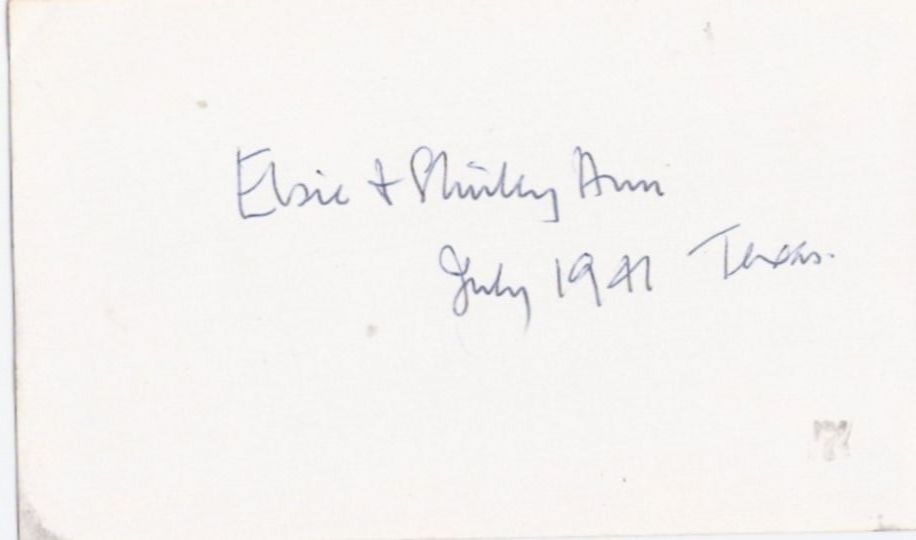 Elsie + Shirley Ann
July 1941 Texas.